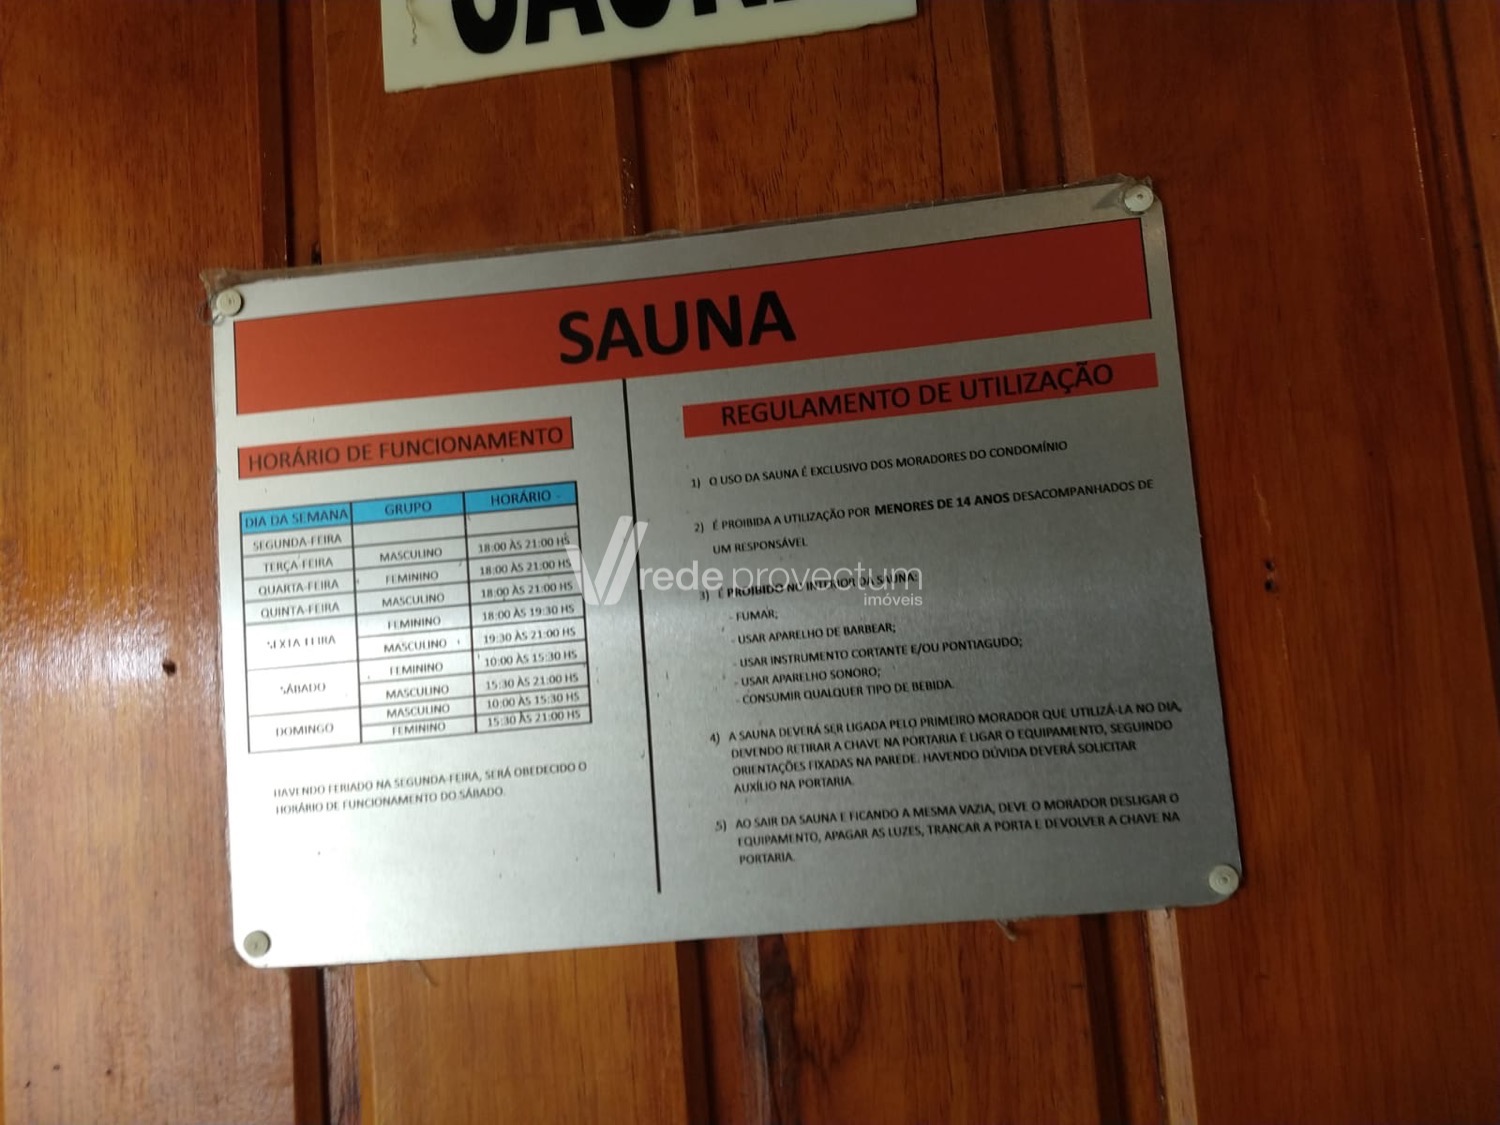 SAUNA
SAUNA
HORÁRIO DE FUNCIONAMENTO
DIA DA SEMANA GRUPO HORÁRIO
SEGUNDA-FEIRA
TERÇA-FEIRA MASCULINO 18:00 ÀS 21:00 HS
QUARTA-FEIRA FEMININO 18:00 ÀS 21:00 HS
QUINTA-FEIRA MASCULINO 18:00 ÀS 21:00 HS
SEXTA-FEIRA FEMININO 18:00 ÀS 19:30 HS
MASCULINO 19:30 ÀS 21:00 HS
SÁBADO FEMININO 10:00 ÀS 15:30 HS
MASCULINO 15:30 ÀS 21:00 HS
DOMINGO MASCULINO 10:00 ÀS 15:30 HS
FEMININO 15:30 ÀS 21:00 HS
HAVENDO FERIADO NA SEGUNDA-FEIRA, SERÁ OBEDECIDO O
HORÁRIO DE FUNCIONAMENTO DO SÁBADO.
REGULAMENTO DE UTILIZAÇÃO
1) O USO DA SAUNA É EXCLUSIVO DOS MORADORES DO CONDOMÍNIO
2) É PROIBIDA A UTILIZAÇÃO POR MENORES DE 14 ANOS DESACOMPANHADOS DE
UM RESPONSÁVEL
3) É PROIBIDO NO INTERIOR DA SAUNA:
- FUMAR;
- USAR APARELHO DE BARBEAR;
- USAR INSTRUMENTO CORTANTE E/OU PONTIAGUDO;
- USAR APARELHO SONORO;
- CONSUMIR QUALQUER TIPO DE BEBIDA.
4) A SAUNA DEVERÁ SER LIGADA PELO PRIMEIRO MORADOR QUE UTILIZÁ-LA NO DIA,
DEVENDO RETIRAR A CHAVE NA PORTARIA E LIGAR O EQUIPAMENTO, SEGUINDO
ORIENTAÇÕES FIXADAS NA PAREDE. HAVENDO DÚVIDA DEVERÁ SOLICITAR
AUXÍLIO NA PORTARIA.
5) AO SAIR DA SAUNA E FICANDO A MESMA VAZIA, DEVE O MORADOR DESLIGAR O
EQUIPAMENTO, APAGAR AS LUZES, TRANCAR A PORTA E DEVOLVER A CHAVE NA
PORTARIA.
rede provectum
imóveis